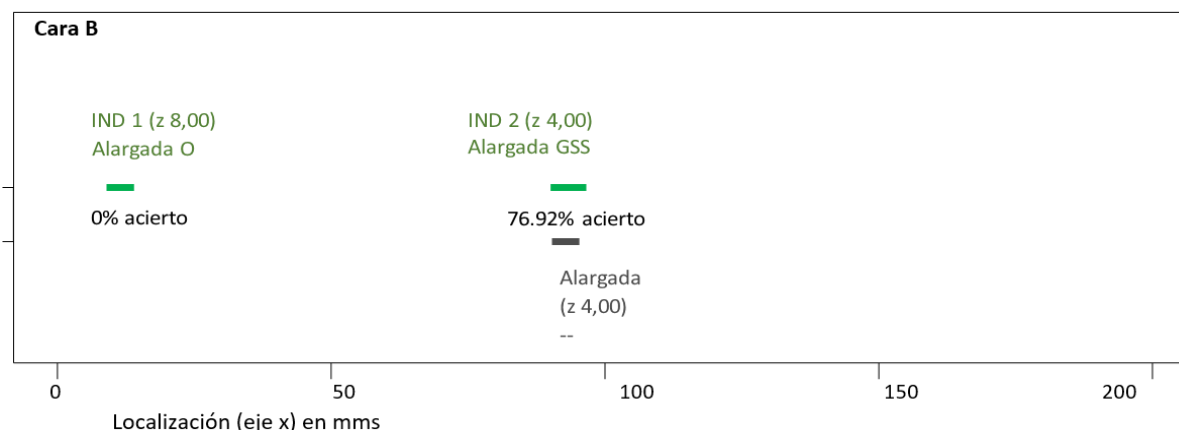 Cara B
IND 1 (z 8,00)
Alargada O
IND 2 (z 4,00)
Alargada GSS
0% acierto
76.92% acierto
Alargada
(z 4,00)
--
0
50
100
150
200
Localización (eje x) en mms